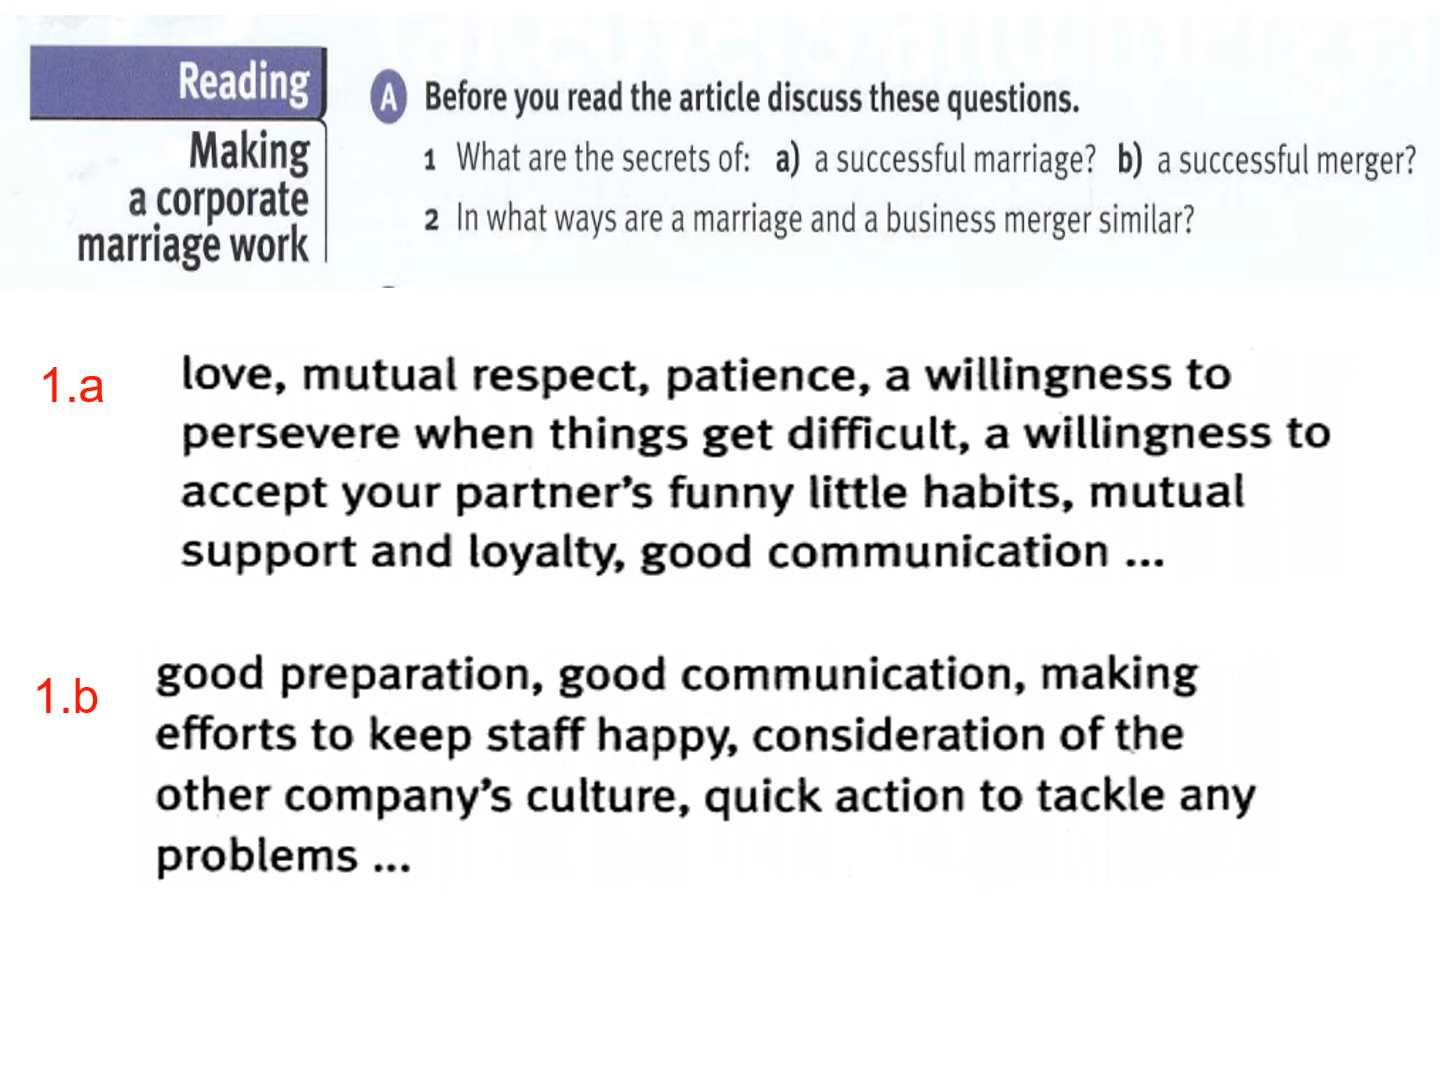 Reading
Making
a corporate
marriage work
A Before you read the article discuss these questions.
1 What are the secrets of: a) a successful marriage? b) a successful merger?
2 In what ways are a marriage and a business merger similar?
1.a
love, mutual respect, patience, a willingness to
persevere when things get difficult, a willingness to
accept your partner's funny little habits, mutual
support and loyalty, good communication ...
1.b
good preparation, good communication, making
efforts to keep staff happy, consideration of the
other company's culture, quick action to tackle any
problems ...